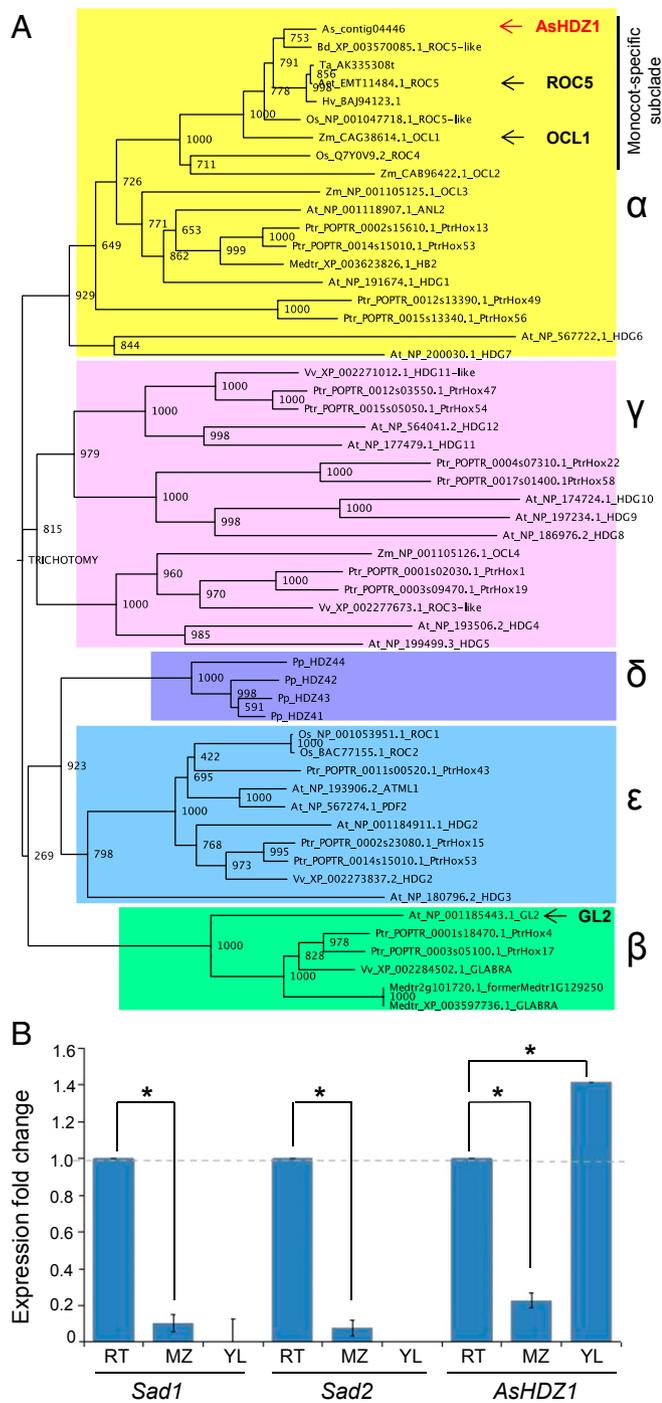 A
As_contig04446
AsHDZ1
753
Bd_XP_003570085.1_ROC5-like
791
Ta_AK335308t
856
EMT11484.1_ROC5
ROC5
998
778
Hv_BAJ94123.1
1000
Os_NP_001047718.1_ROC5-like
Zm_CAG38614.1_OCL1
OCL1
Monocot-specific
subclade
1000
Os_Q7Y0V9.2_ROC4
711
Zm_CAB96422.1_OCL2
726
Zm_NP_001105125.1_OCL3
α
771
At_NP_001118907.1_ANL2
653
Ptr_POPTR_0002s15610.1_PtrHox13
1000
649
999
Ptr_POPTR_0014s15010.1_PtrHox53
862
Medtr_XP_003623826.1_HB2
At_NP_191674.1_HDG1
929
Ptr_POPTR_0012s13390.1_PtrHox49
1000
Ptr_POPTR_0015s13340.1_PtrHox56
At_NP_567722.1_HDG6
844
At_NP_200030.1_HDG7
Vv_XP_002271012.1_HDG11-like
1000
Ptr_POPTR_0012s03550.1_PtrHox47
1000
1000
Ptr_POPTR_0015s05050.1_PtrHox54
γ
At_NP_564041.2_HDG12
998
At_NP_177479.1_HDG11
979
Ptr_POPTR_0004s07310.1_PtrHox22
1000
Ptr_POPTR_0017s01400.1PtrHox58
1000
At_NP_174724.1_HDG10
1000
At_NP_197234.1_HDG9
998
At_NP_186976.2_HDG8
815
TRICHOTOMY
Zm_NP_001105126.1_OCL4
960
Ptr_POPTR_0001s02030.1_PtrHox1
1000
970
Ptr_POPTR_0003s09470.1_PtrHox19
1000
Vv_XP_002277673.1_ROC3-like
At_NP_193506.2_HDG4
985
At_NP_199499.3_HDG5
Pp_HDZ44
1000
Pp_HDZ42
δ
998
Pp_HDZ43
591
Pp_HDZ41
Os_NP_001053951.1_ROC1
1000
422
Os_BAC77155.1_ROC2
923
695
Ptr_POPTR_0011s00520.1_PtrHox43
At_NP_193906.2_ATML1
1000
ε
1000
At_NP_567274.1_PDF2
At_NP_001184911.1_HDG2
768
Ptr_POPTR_0002s23080.1_PtrHox15
995
269
798
973
Ptr_POPTR_0014s15010.1_PtrHox53
Vv_XP_002273837.2_HDG2
At_NP_180796.2_HDG3
At_NP_001185443.1_GL2
GL2
Ptr_POPTR_0001s18470.1_PtrHox4
1000
978
828
Ptr_POPTR_0003s05100.1_PtrHox17
β
1000
Vv_XP_002284502.1_GLABRA
Medtr2g101720.1_formerMedtr1G129250
1000
Medtr_XP_003597736.1_GLABRA
B
Expression fold change
1.6
1.4
1.2
1.0
0.8
0.6
0.4
0.2
0
*
*
*
*
RT MZ YL RT MZ YL RT MZ YL
Sad1 Sad2 AsHDZ1